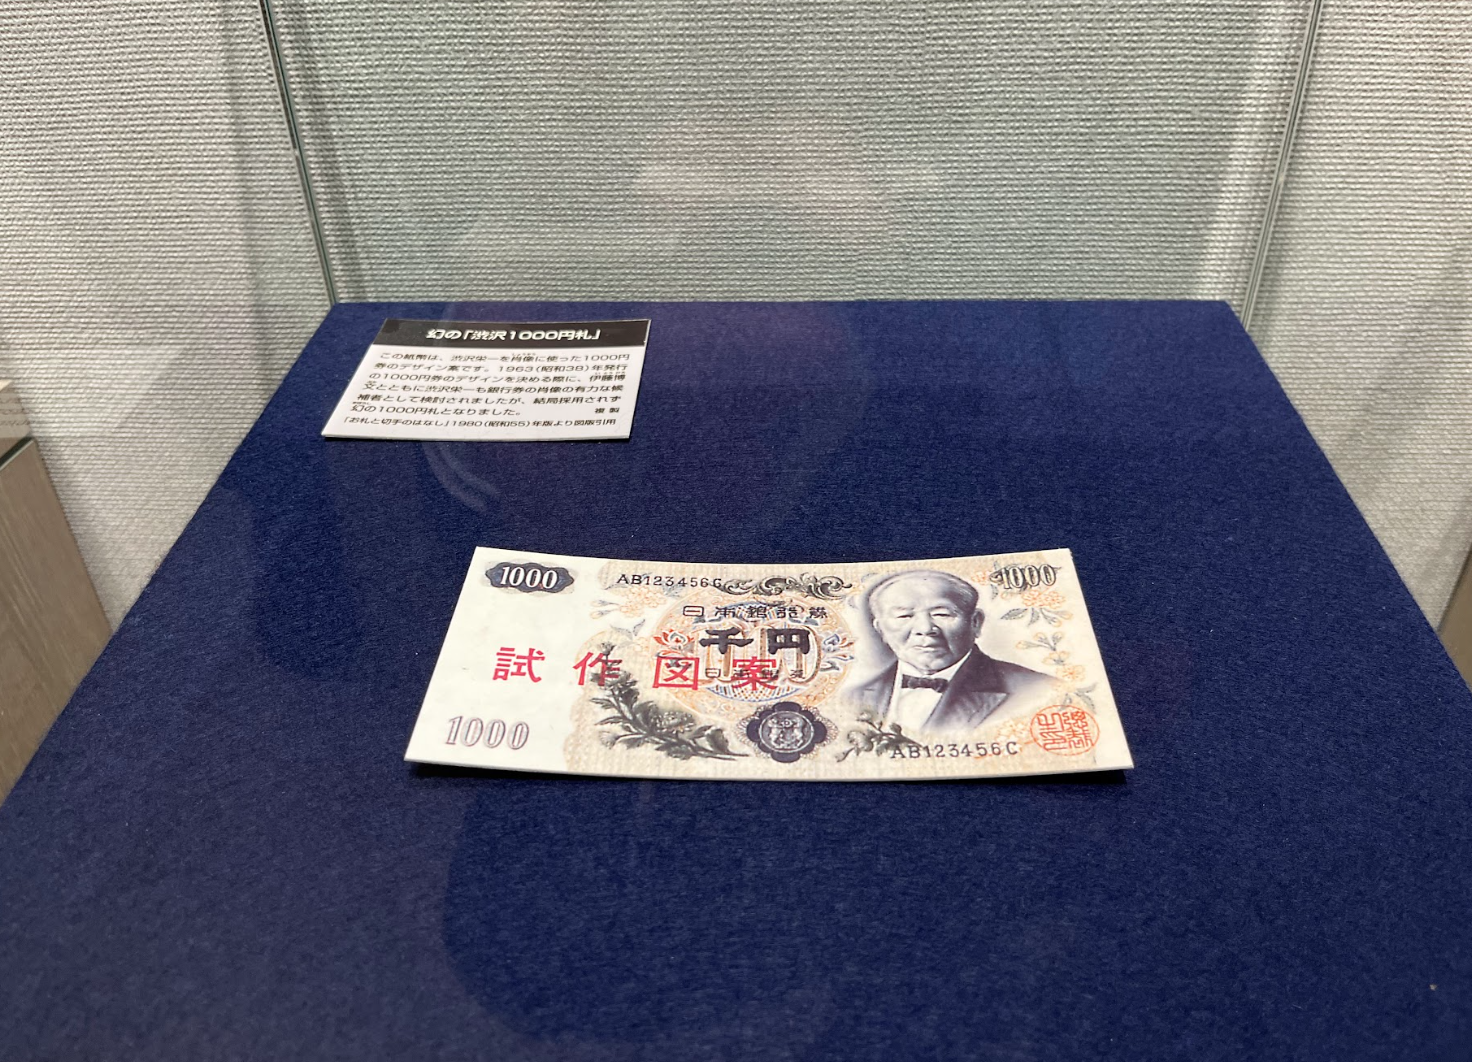 幻の「渋沢1000円札」
この紙幣は、渋沢栄一を肖像に使った1000円
券のデザイン案です。1963(昭和38)年発行
の1000円券のデザインを決める際に、伊藤博
文とともに渋沢栄一も銀行券の肖像の有力な候
補者として検討されましたが、結局採用されず
幻の1000円札となりました。 複製
「お札と切手のはなし」1980(昭和55)年版より図版引用
1000
AB123456C
1000
日本銀行券
千円
試作図案
1000
AB123456C